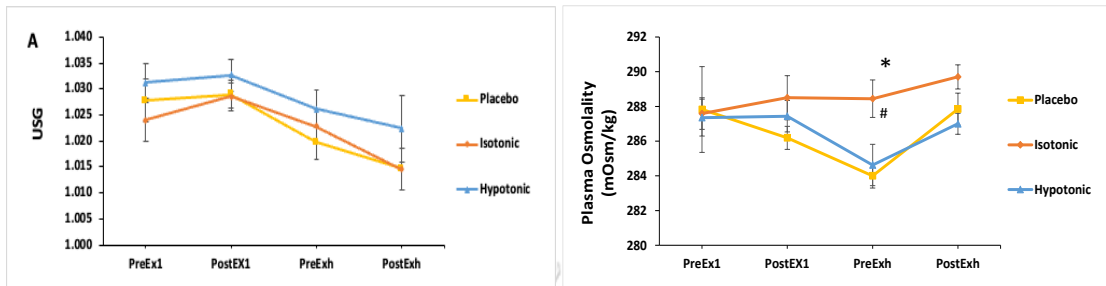 A
1.040
1.035
1.030
1.025
1.020
1.015
1.010
1.005
1.000
USG
PreEx1 PostEX1 PreExh PostExh
Placebo
Isotonic
Hypotonic
292
290
288
286
284
282
280
Plasma Osmolality
(mOsm/kg)
*
#
PreEx1 PostEX1 PreExh PostExh
Placebo
Isotonic
Hypotonic